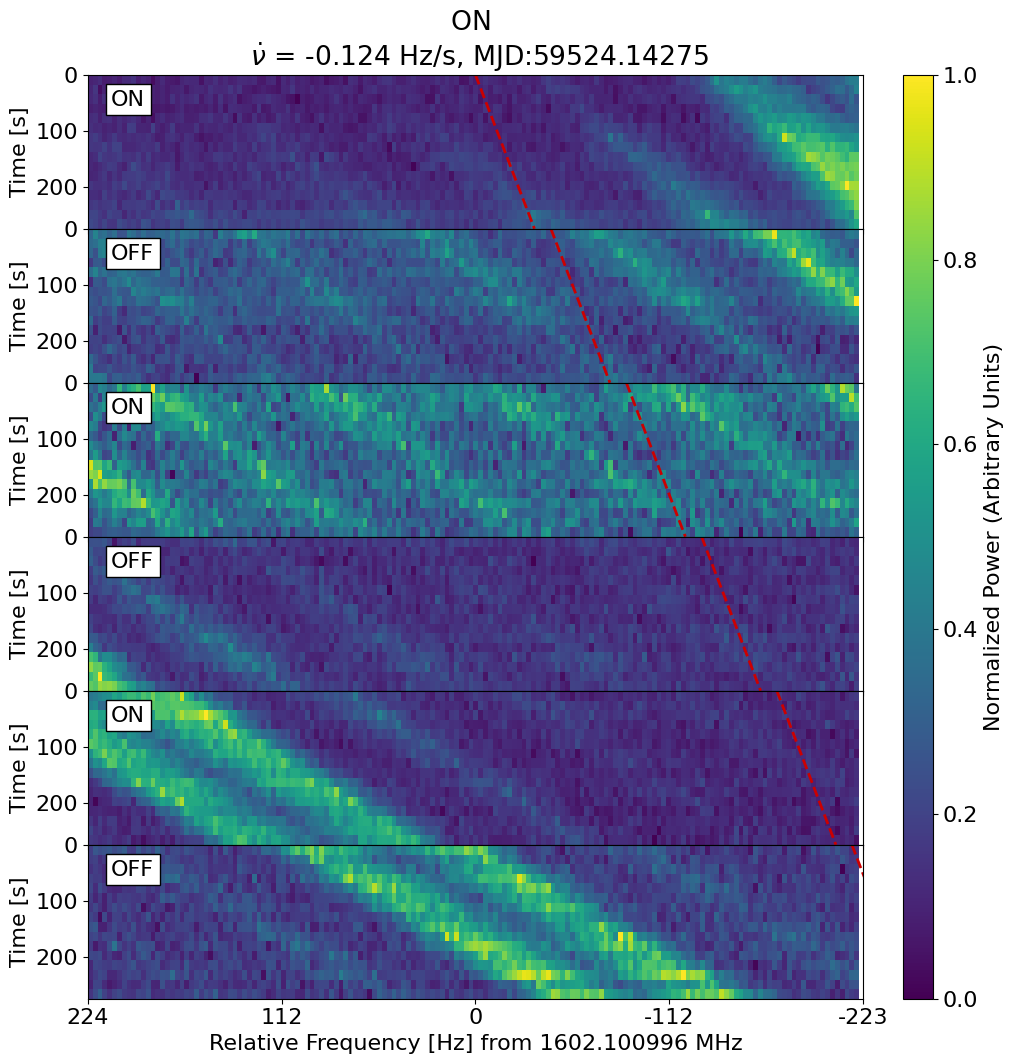 ON
ν̇ = -0.124 Hz/s, MJD:59524.14275
0
ON
100
Time [s]
200
0
OFF
100
Time [s]
200
0
ON
100
Time [s]
200
0
OFF
100
Time [s]
200
0
ON
100
Time [s]
200
0
OFF
100
Time [s]
200
224 112 0 -112 -223
Relative Frequency [Hz] from 1602.100996 MHz
1.0
0.8
0.6
0.4
0.2
0.0
Normalized Power (Arbitrary Units)